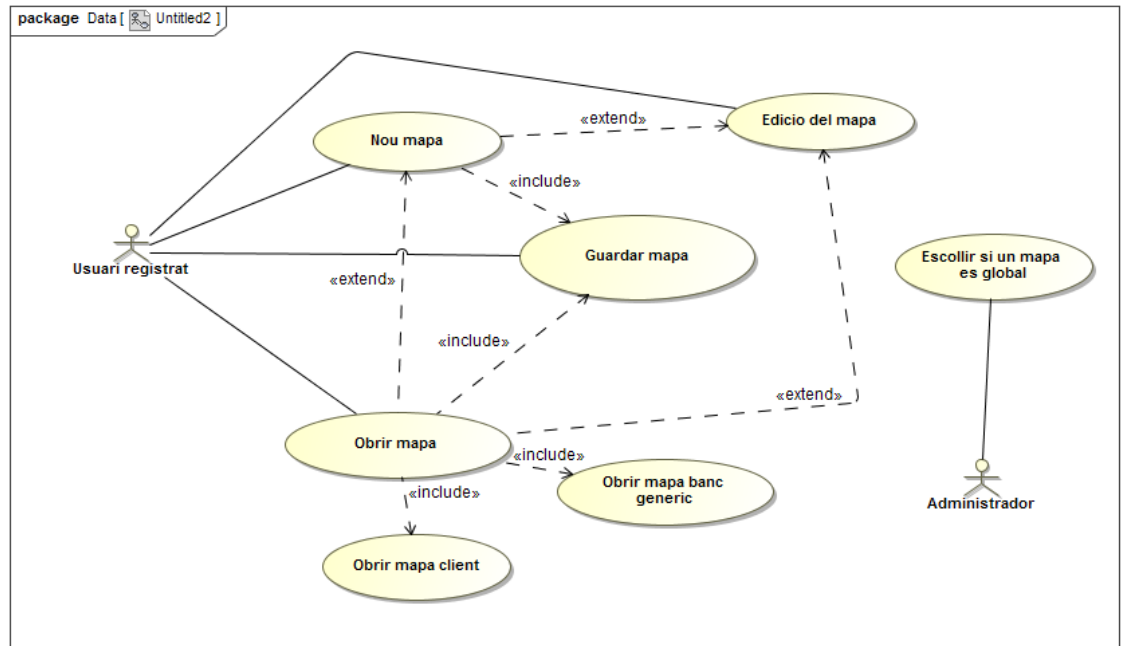 package Data [ Untitled2 ]
Edicio del mapa
«extend»
Nou mapa
«include»
Guardar mapa
Escollir si un mapa
es global
Usuari registrat
«extend»
«include»
«extend»
Obrir mapa
«include»
Obrir mapa banc
generic
«include»
Administrador
Obrir mapa client